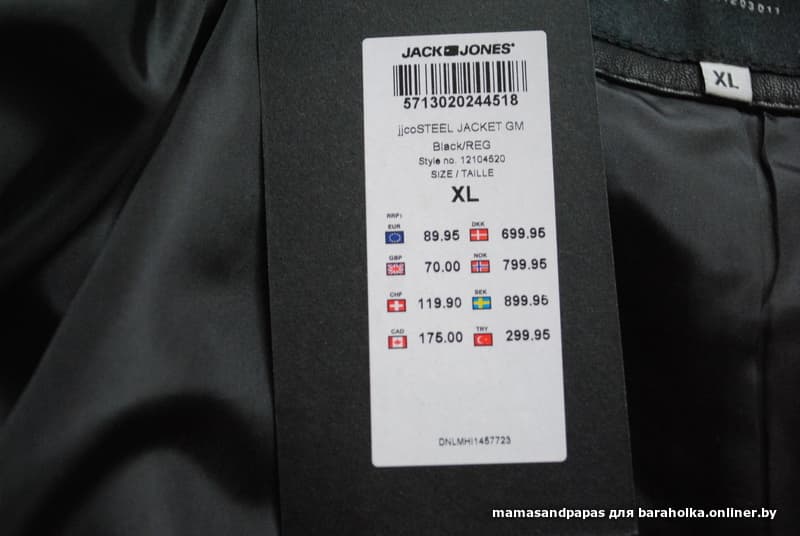 1203011
XL
JACK JONES
5713020244518
jjcoSTEEL JACKET GM
Black/REG
Style no. 12104520
SIZE / TAILLE
XL
RRP:
EUR 89.95 DKK 699.95
GBP 70.00 NOK 799.95
CHF 119.90 SEK 899.95
CAD 175.00 TRY 299.95
DNLMHI1457723
mamasandpapas для baraholka.onliner.by